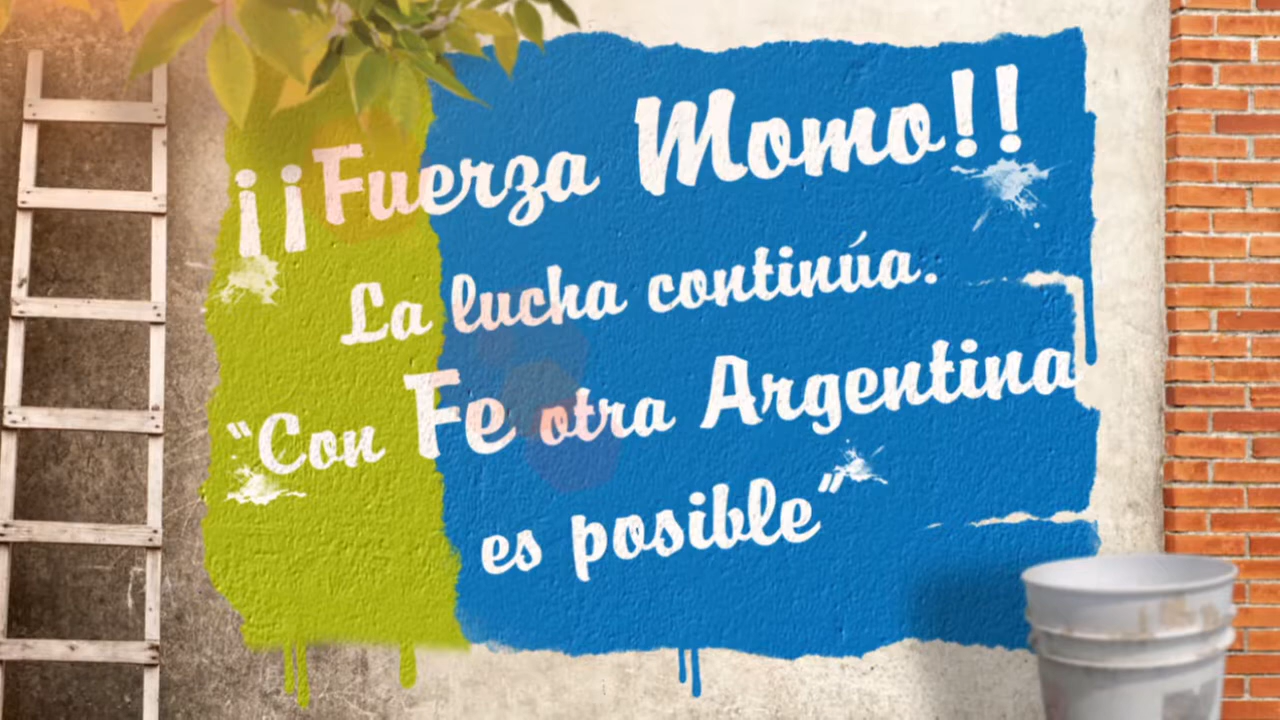 ¡¡Fuerza Momo!!
La lucha continúa.
“Con Fe otra Argentina
es posible”